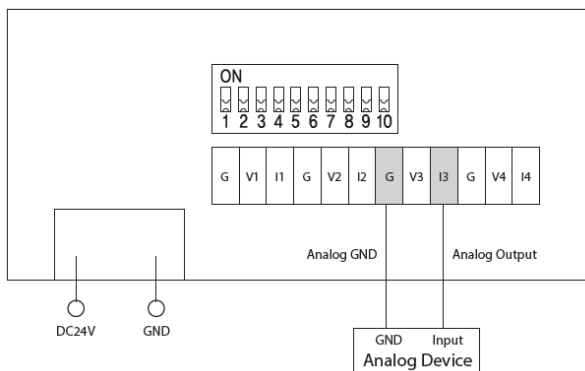 ON
1 2 3 4 5 6 7 8 9 10
G V1 I1 G V2 I2 G V3 I3 G V4 I4
Analog GND Analog Output
DC24V GND
GND Input
Analog Device